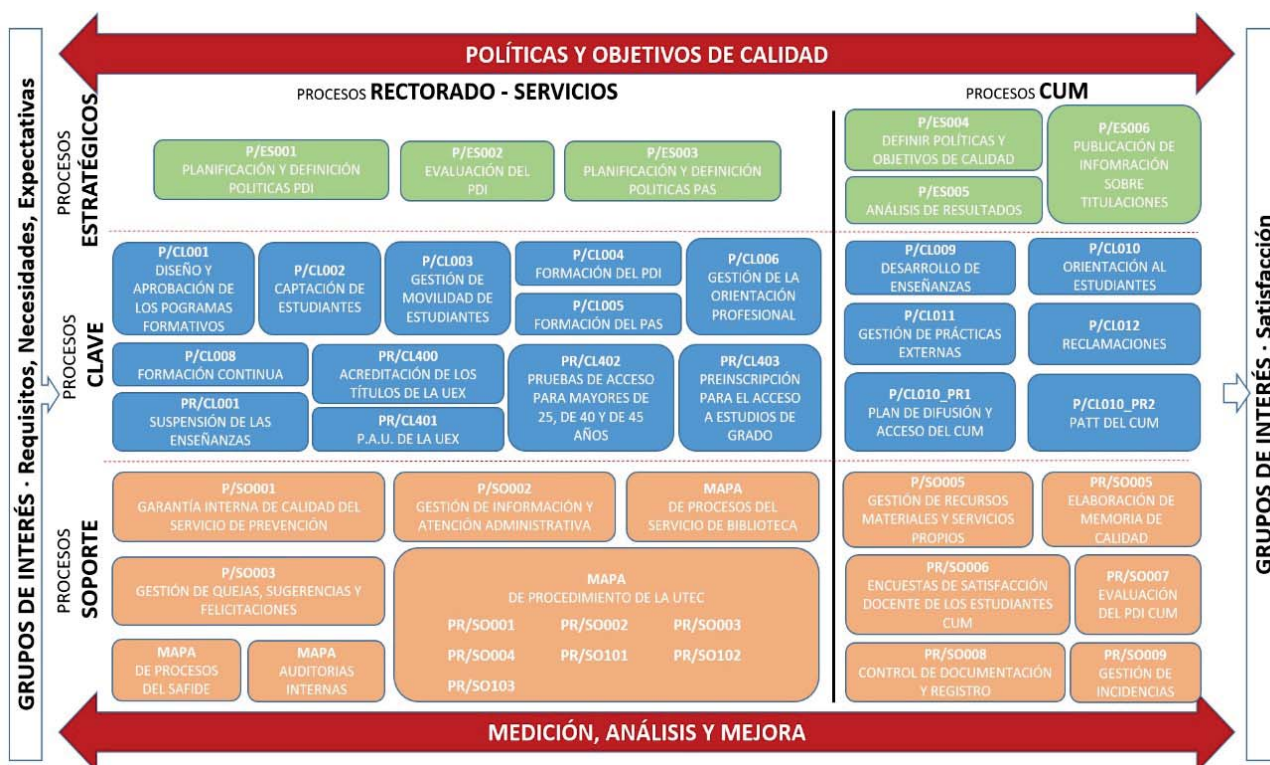 POLÍTICAS Y OBJETIVOS DE CALIDAD
GRUPOS DE INTERÉS · Requisitos, Necesidades, Expectativas
PROCESOS RECTORADO - SERVICIOS
PROCESOS CUM
PROCESOS
ESTRATÉGICOS
P/ES001
PLANIFICACIÓN Y DEFINICIÓN
POLITICAS PDI
P/ES002
EVALUACIÓN DEL
PDI
P/ES003
PLANIFICACIÓN Y DEFINICIÓN
POLITICAS PAS
P/ES004
DEFINIR POLÍTICAS Y
OBJETIVOS DE CALIDAD
P/ES005
ANÁLISIS DE RESULTADOS
P/ES006
PUBLICACIÓN DE
INFOMRACIÓN
SOBRE
TITULACIONES
PROCESOS
CLAVE
P/CL001
DISEÑO Y
APROBACIÓN DE
LOS POGRAMAS
FORMATIVOS
P/CL002
CAPTACIÓN DE
ESTUDIANTES
P/CL003
GESTIÓN DE
MOVILIDAD DE
ESTUDIANTES
P/CL004
FORMACIÓN DEL PDI
P/CL005
FORMACIÓN DEL PAS
P/CL006
GESTIÓN DE LA
ORIENTACIÓN
PROFESIONAL
P/CL008
FORMACIÓN CONTINUA
PR/CL001
SUSPENSIÓN DE LAS
ENSEÑANZAS
PR/CL400
ACREDITACIÓN DE LOS
TÍTULOS DE LA UEX
PR/CL401
P.A.U. DE LA UEX
PR/CL402
PRUEBAS DE ACCESO
PARA MAYORES DE
25, DE 40 Y DE 45
AÑOS
PR/CL403
PREINSCRIPCIÓN
PARA EL ACCESO
A ESTUDIOS DE
GRADO
P/CL009
DESARROLLO DE
ENSEÑANZAS
P/CL010
ORIENTACIÓN AL
ESTUDIANTES
P/CL011
GESTIÓN DE PRÁCTICAS
EXTERNAS
P/CL012
RECLAMACIONES
P/CL010_PR1
PLAN DE DIFUSIÓN Y
ACCESO DEL CUM
P/CL010_PR2
PATT DEL CUM
PROCESOS
SOPORTE
P/SO001
GARANTÍA INTERNA DE CALIDAD DEL
SERVICIO DE PREVENCIÓN
P/SO002
GESTIÓN DE INFORMACIÓN Y
ATENCIÓN ADMINISTRATIVA
MAPA
DE PROCESOS DEL
SERVICIO DE BIBLIOTECA
P/SO003
GESTIÓN DE QUEJAS, SUGERENCIAS Y
FELICITACIONES
MAPA
DE PROCESOS
DEL SAFIDE
MAPA
AUDITORIAS
INTERNAS
MAPA
DE PROCEDIMIENTO DE LA UTEC
PR/SO001 PR/SO002 PR/SO003
PR/SO004 PR/SO101 PR/SO102
PR/SO103
P/SO005
GESTIÓN DE RECURSOS
MATERIALES Y SERVICIOS
PROPIOS
PR/SO005
ELABORACIÓN DE
MEMORIA DE
CALIDAD
PR/SO006
ENCUESTAS DE SATISFACCIÓN
DOCENTE DE LOS ESTUDIANTES
CUM
PR/SO007
EVALUACIÓN
DEL PDI CUM
PR/SO008
CONTROL DE DOCUMENTACIÓN
Y REGISTRO
PR/SO009
GESTIÓN DE
INCIDENCIAS
GRUPOS DE INTERÉS · Satisfacción
MEDICIÓN, ANÁLISIS Y MEJORA